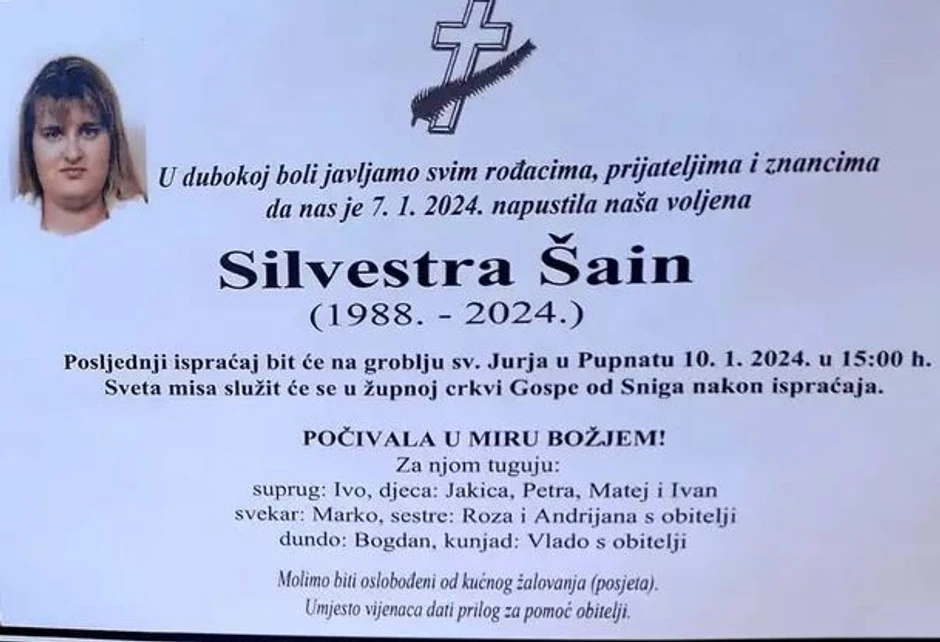 U dubokoj boli javljamo svim rođacima, prijateljima i znancima
da nas je 7. 1. 2024. napustila naša voljena
Silvestra Šain
(1988. - 2024.)
Posljednji ispraćaj bit će na groblju sv. Jurja u Pupnatu 10. 1. 2024. u 15:00 h.
Sveta misa služit će se u župnoj crkvi Gospe od Sniga nakon ispraćaja.
POČIVALA U MIRU BOŽJEM!
Za njom tuguju:
suprug: Ivo, djeca: Jakica, Petra, Matej i Ivan
svekar: Marko, sestre: Roza i Andrijana s obitelji
dundo: Bogdan, kunjad: Vlado s obitelji
Molimo biti oslobođeni od kućnog žalovanja (posjeta).
Umjesto vijenaca dati prilog za pomoć obitelji.